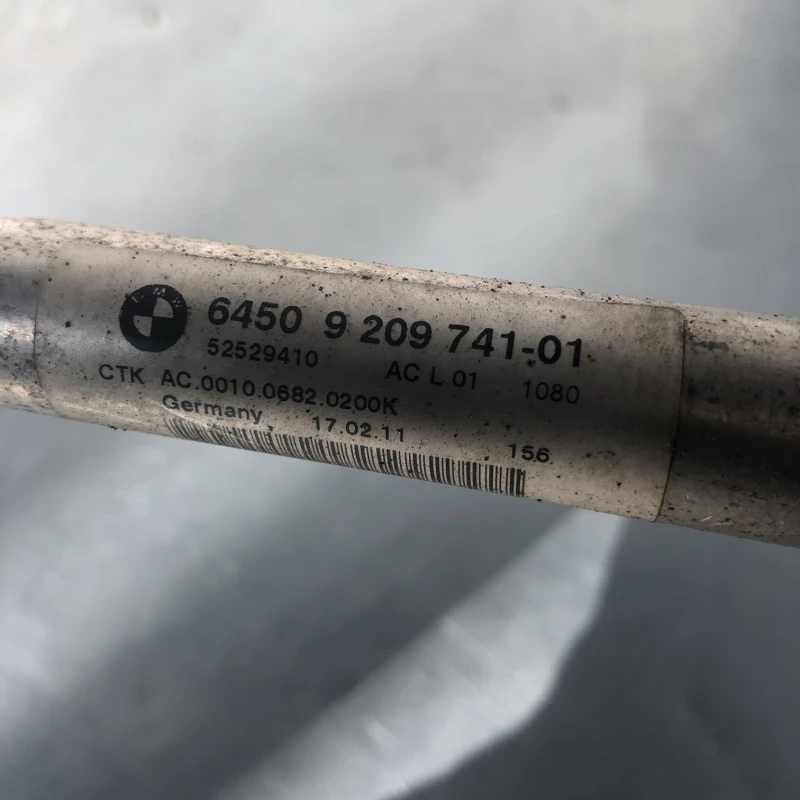 BMW
6450 9 209 741-01
52529410 AC L 01 1080
CTK AC.0010.0682.0200K
Germany 17.02.11 156